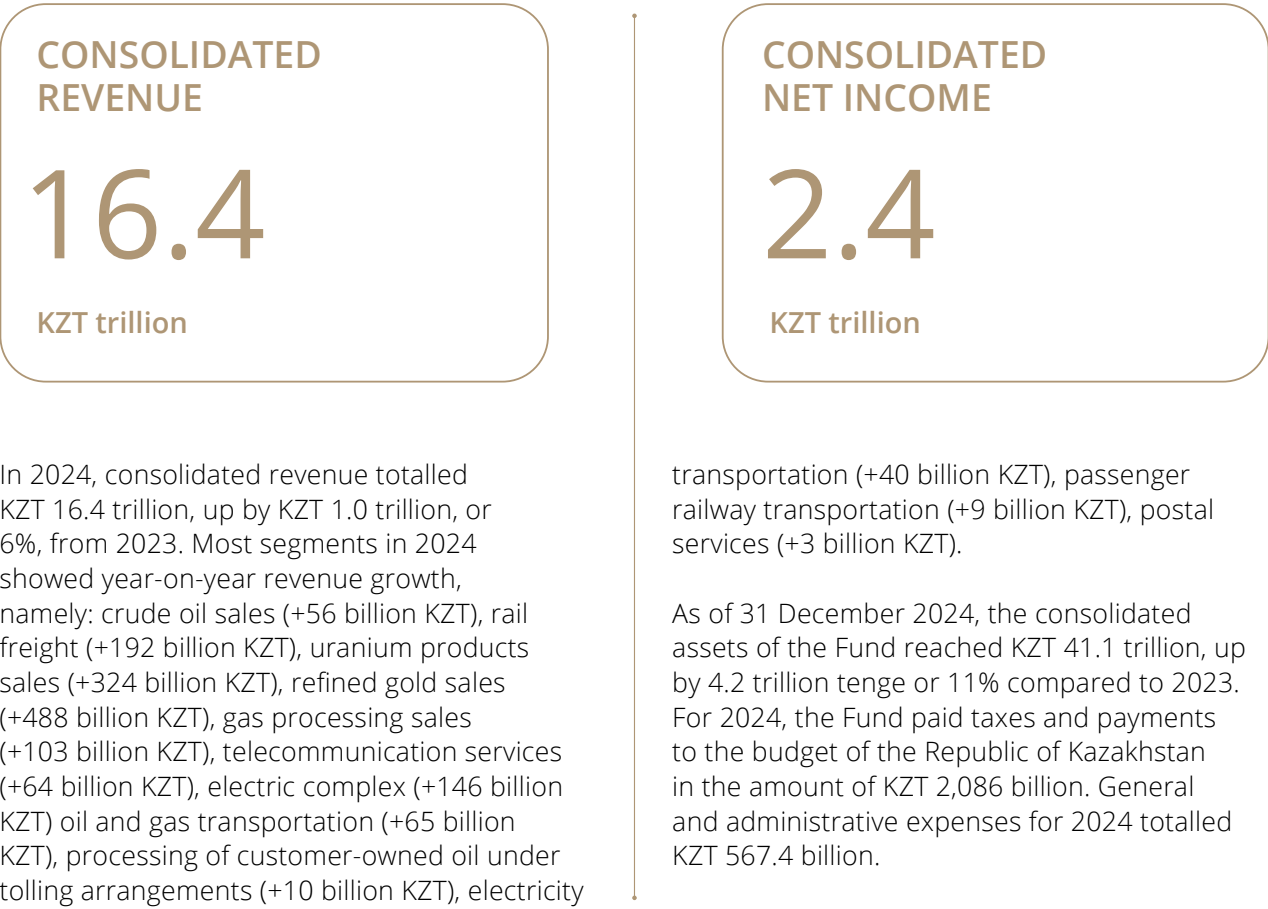 CONSOLIDATED
REVENUE
16.4
KZT trillion
In 2024, consolidated revenue totalled
KZT 16.4 trillion, up by KZT 1.0 trillion, or
6%, from 2023. Most segments in 2024
showed year-on-year revenue growth,
namely: crude oil sales (+56 billion KZT), rail
freight (+192 billion KZT), uranium products
sales (+324 billion KZT), refined gold sales
(+488 billion KZT), gas processing sales
(+103 billion KZT), telecommunication services
(+64 billion KZT), electric complex (+146 billion
KZT) oil and gas transportation (+65 billion
KZT), processing of customer-owned oil under
tolling arrangements (+10 billion KZT), electricity
CONSOLIDATED
NET INCOME
2.4
KZT trillion
transportation (+40 billion KZT), passenger
railway transportation (+9 billion KZT), postal
services (+3 billion KZT).
As of 31 December 2024, the consolidated
assets of the Fund reached KZT 41.1 trillion, up
by 4.2 trillion tenge or 11% compared to 2023.
For 2024, the Fund paid taxes and payments
to the budget of the Republic of Kazakhstan
in the amount of KZT 2,086 billion. General
and administrative expenses for 2024 totalled
KZT 567.4 billion.